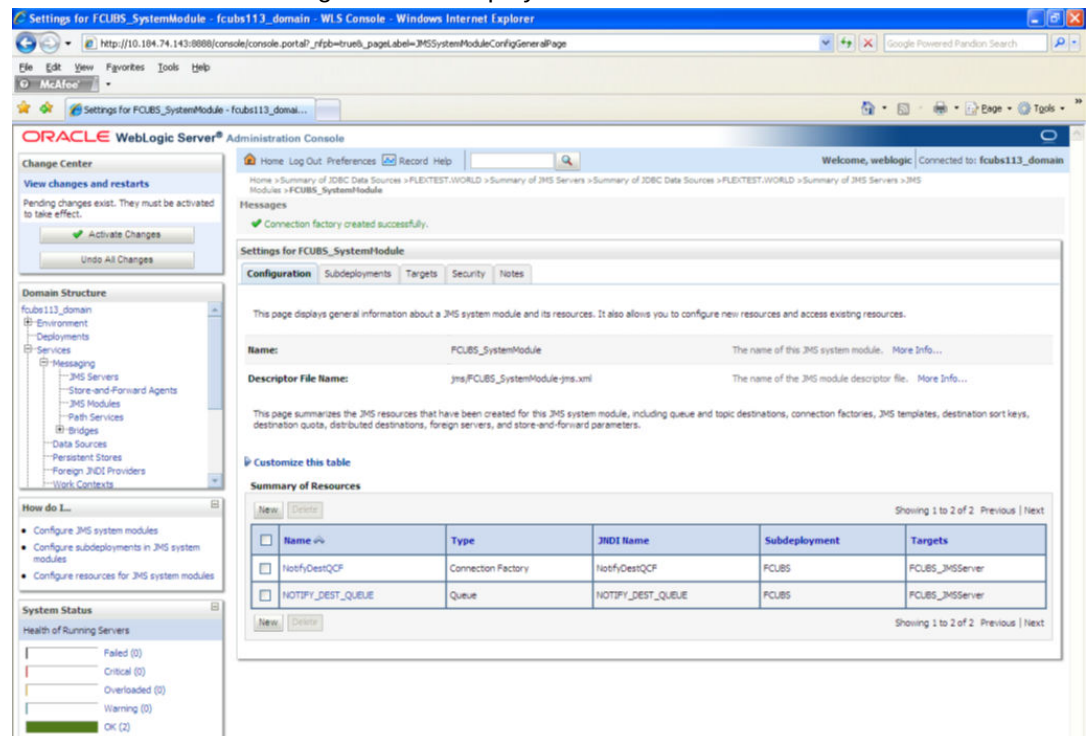 Settings for FCUBS_SystemModule - fcubs113_domain - WLS Console - Windows Internet Explorer
http://10.184.74.143:8888/console/console.portal?_nfpb=true&_pageLabel=JMSSystemModuleConfigGeneralPage
Google Powered Pandion Search
File Edit View Favorites Tools Help
McAfee
Settings for FCUBS_SystemModule - fcubs113_domai...
Page Tools
ORACLE WebLogic Server® Administration Console
Change Center
View changes and restarts
Pending changes exist. They must be activated
to take effect.
Activate Changes
Undo All Changes
Domain Structure
fcubs113_domain
Environment
Deployments
Services
Messaging
JMS Servers
Store-and-Forward Agents
JMS Modules
Path Services
Bridges
Data Sources
Persistent Stores
Foreign JNDI Providers
Work Contexts
How do I...
Configure JMS system modules
Configure subdeployments in JMS system
modules
Configure resources for JMS system modules
System Status
Health of Running Servers
Failed (0)
Critical (0)
Overloaded (0)
Warning (0)
OK (2)
Home Log Out Preferences Record Help
Welcome, weblogic Connected to: fcubs113_domain
Home >Summary of JDBC Data Sources >FLEXTEST.WORLD >Summary of JMS Servers >Summary of JDBC Data Sources >FLEXTEST.WORLD >Summary of JMS Servers >JMS
Modules >FCUBS_SystemModule
Messages
Connection factory created successfully.
Settings for FCUBS_SystemModule
Configuration Subdeployments Targets Security Notes
This page displays general information about a JMS system module and its resources. It also allows you to configure new resources and access existing resources.
Name: FCUBS_SystemModule The name of this JMS system module. More Info...
Descriptor File Name: jms/FCUBS_SystemModule-jms.xml The name of the JMS module descriptor file. More Info...
This page summarizes the JMS resources that have been created for this JMS system module, including queue and topic destinations, connection factories, JMS templates, destination sort keys,
destination quota, distributed destinations, foreign servers, and store-and-forward parameters.
Customize this table
Summary of Resources
New Delete Showing 1 to 2 of 2 Previous | Next
Name Type JNDI Name Subdeployment Targets
NotifyDestQCF Connection Factory NotifyDestQCF FCUBS FCUBS_JMSServer
NOTIFY_DEST_QUEUE Queue NOTIFY_DEST_QUEUE FCUBS FCUBS_JMSServer
New Delete Showing 1 to 2 of 2 Previous | Next